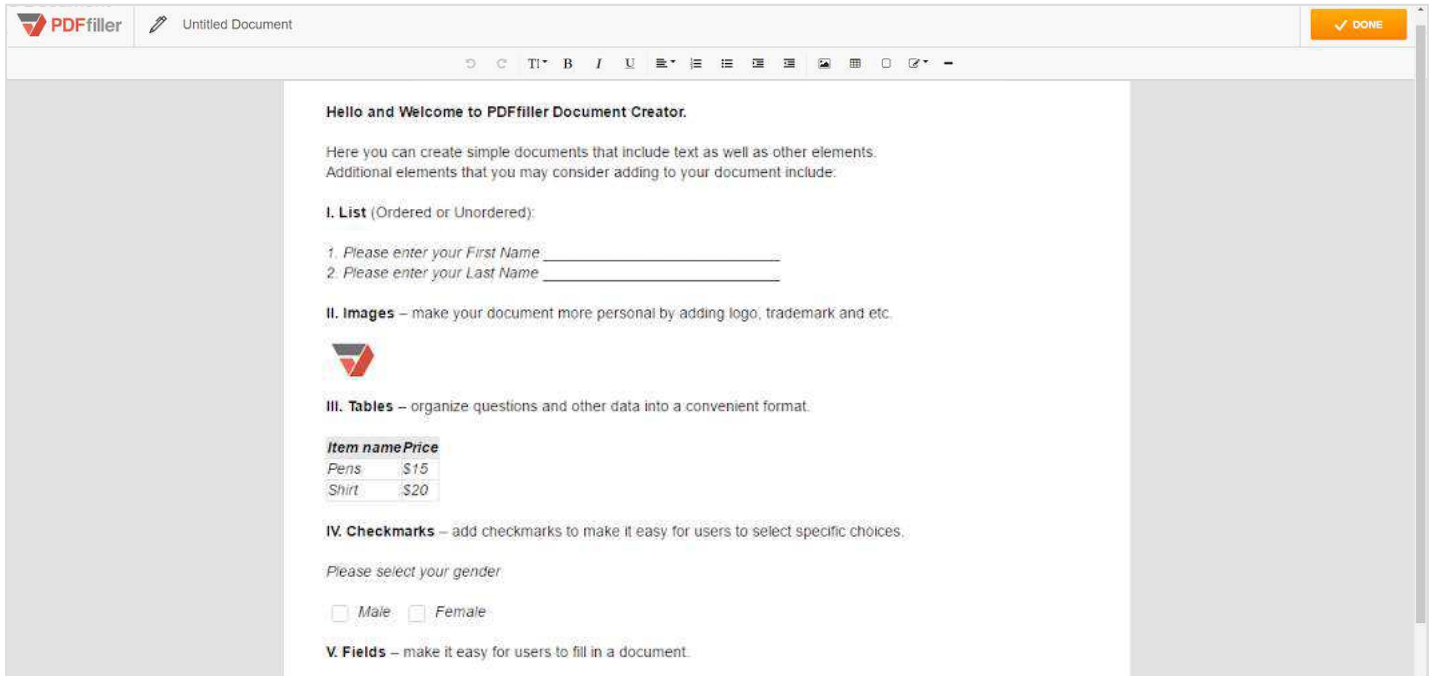 PDFfiller
Untitled Document
DONE
TI B I U
Hello and Welcome to PDFfiller Document Creator.
Here you can create simple documents that include text as well as other elements.
Additional elements that you may consider adding to your document include:
I. List (Ordered or Unordered):
1. Please enter your First Name
2. Please enter your Last Name
II. Images – make your document more personal by adding logo, trademark and etc.
III. Tables – organize questions and other data into a convenient format.
Item name Price
Pens $15
Shirt $20
IV. Checkmarks – add checkmarks to make it easy for users to select specific choices.
Please select your gender
Male Female
V. Fields – make it easy for users to fill in a document.